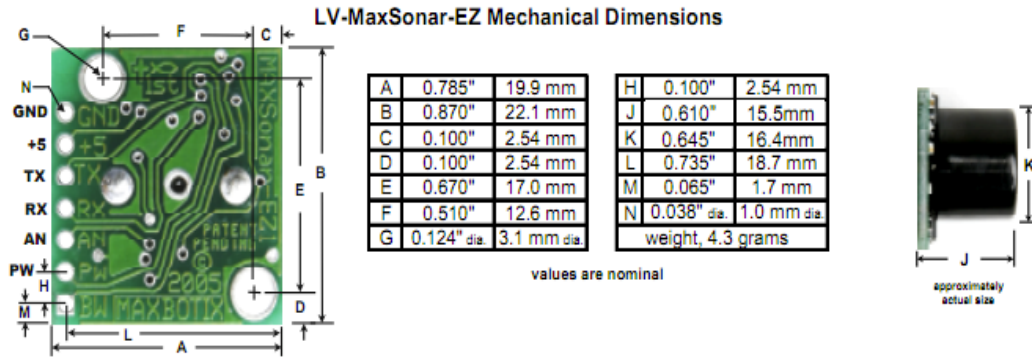 LV-MaxSonar-EZ Mechanical Dimensions
F
C
G
N
GND
+5
TX
RX
AN
PW
H
M
GND
+5
TX
RX
AN
PW
BW MAXBOTIX
MaxSonar-EZ
PATENT
PENDING
©
2005
E
B
D
L
A
A 0.785" 19.9 mm
B 0.870" 22.1 mm
C 0.100" 2.54 mm
D 0.100" 2.54 mm
E 0.670" 17.0 mm
F 0.510" 12.6 mm
G 0.124" dia. 3.1 mm dia.
H 0.100" 2.54 mm
J 0.610" 15.5mm
K 0.645" 16.4mm
L 0.735" 18.7 mm
M 0.065" 1.7 mm
N 0.038" dia. 1.0 mm dia.
weight, 4.3 grams
values are nominal
K
J
approximately
actual size